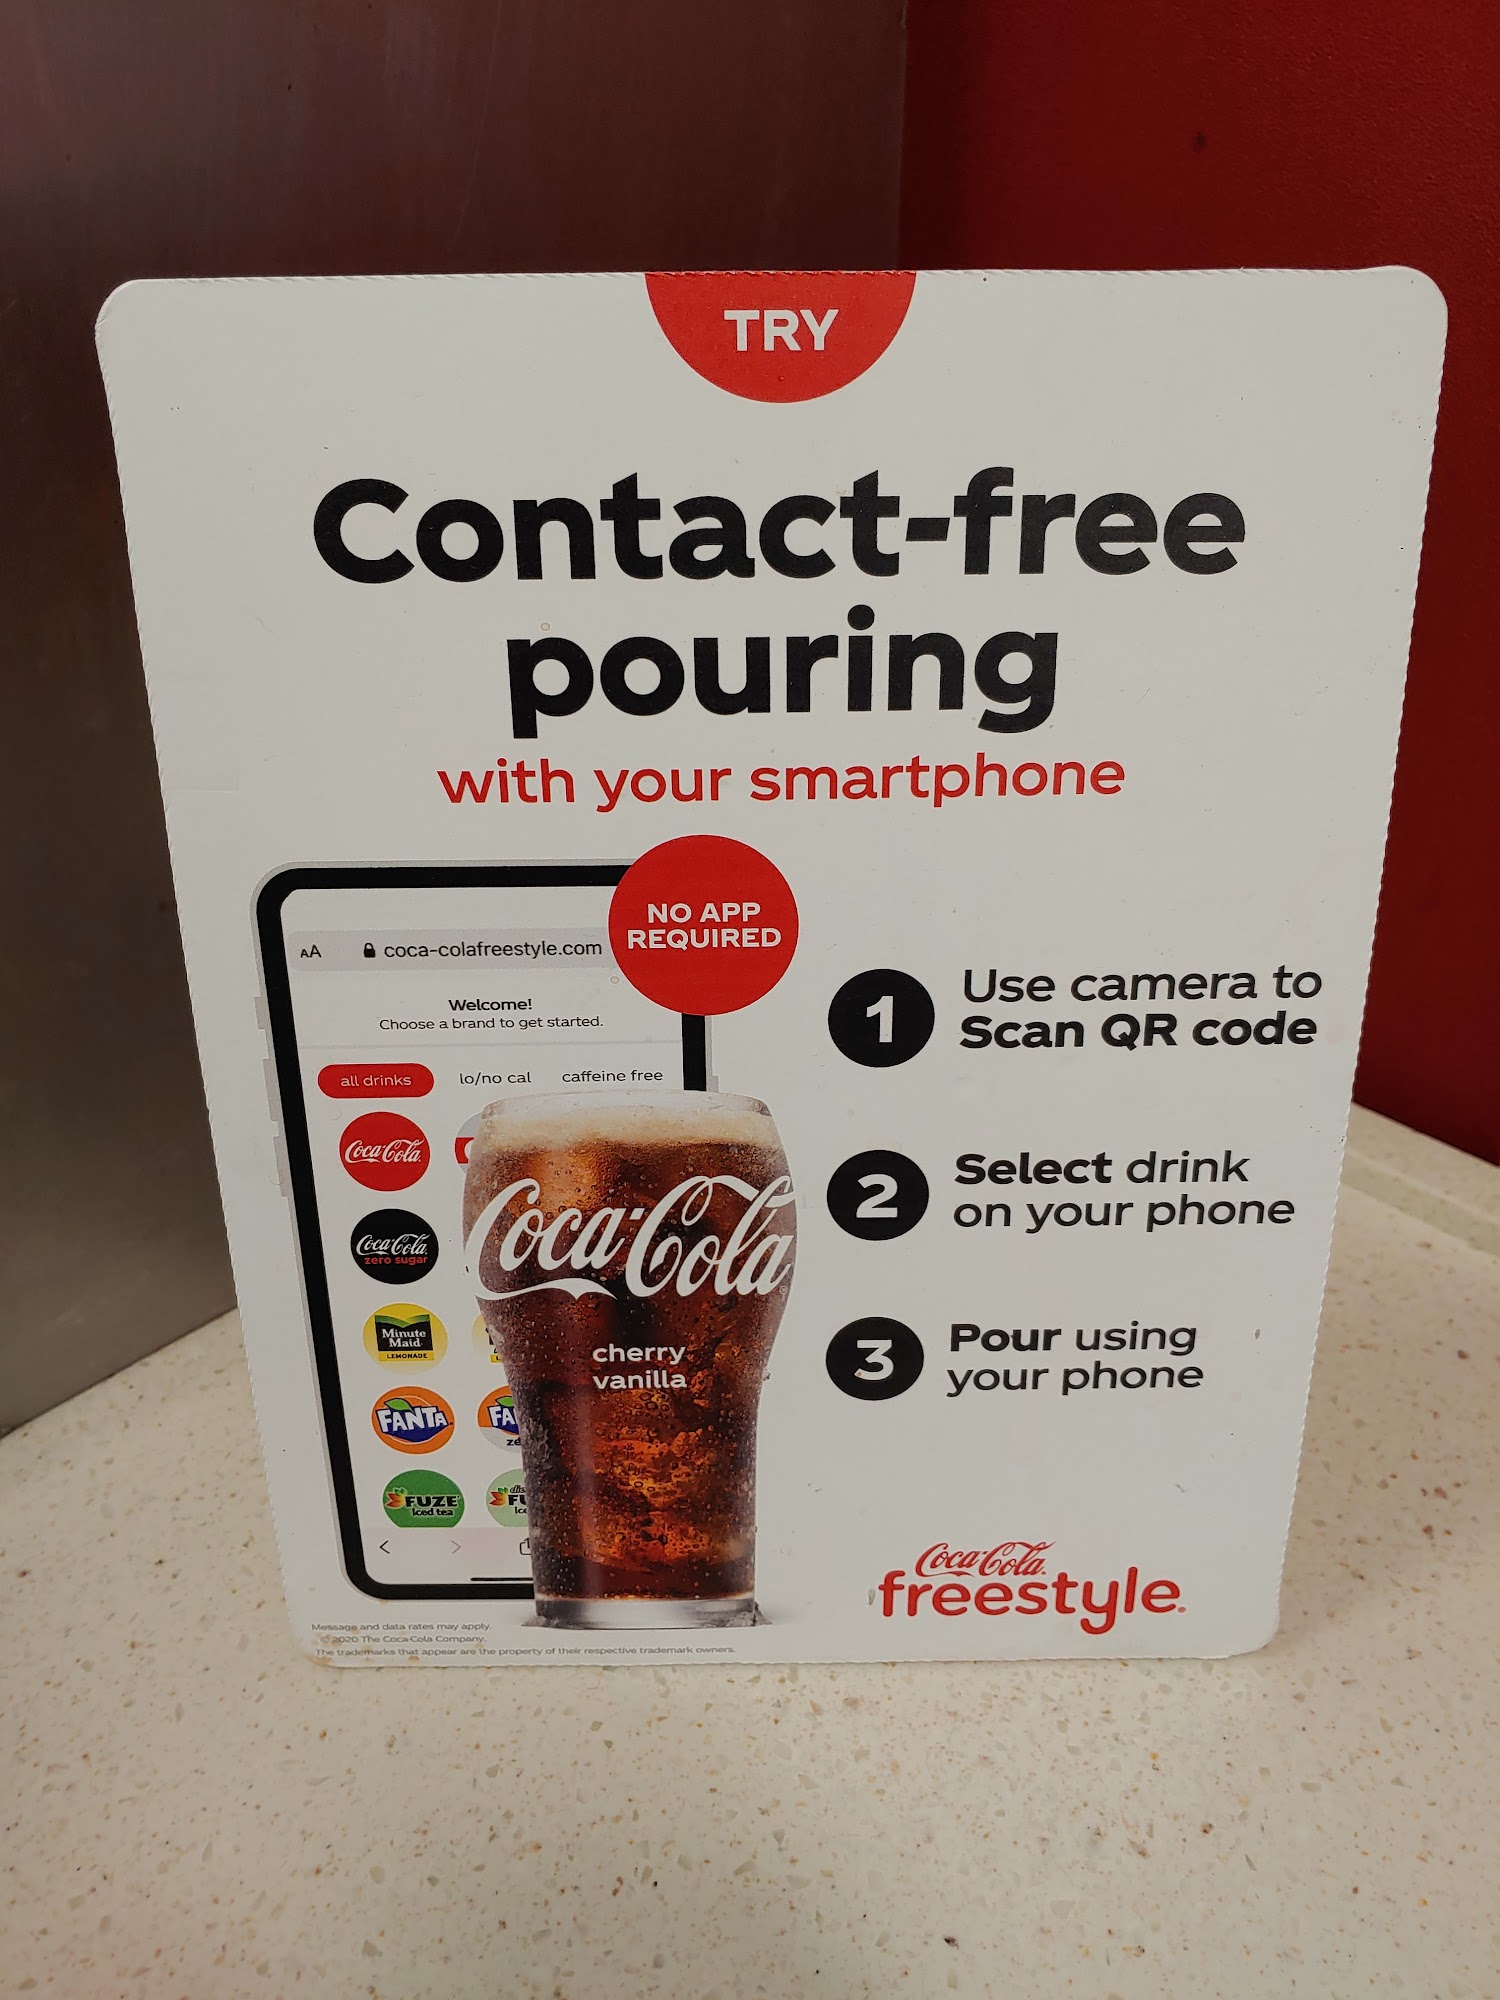 TRY
Contact-free
pouring
with your smartphone
NO APP
REQUIRED
AA coca-colafreestyle.com
Welcome!
Choose a brand to get started.
all drinks lo/no cal caffeine free
Coca-Cola
Coca-Cola
zero sugar
Minute
Maid
LEMONADE
FANTA
FUZE
iced tea
Coca-Cola
cherry
vanilla
1 Use camera to
Scan QR code
2 Select drink
on your phone
3 Pour using
your phone
Coca-Cola
freestyle
Message and data rates may apply.
© 2020 The Coca-Cola Company.
The trademarks that appear are the property of their respective trademark owners.